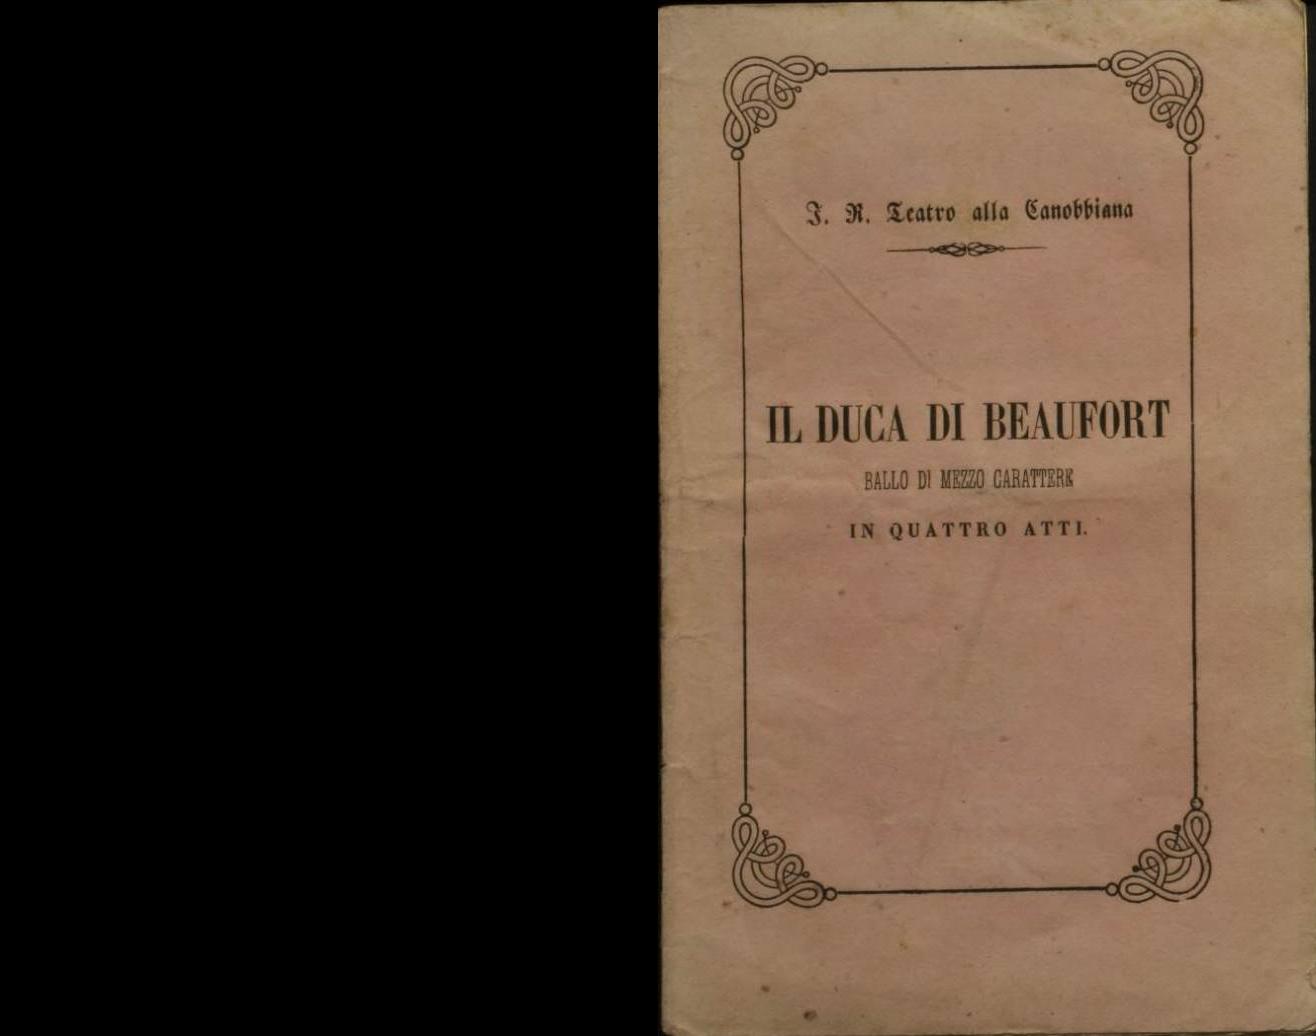 I. R. Teatro alla Canobbiana
IL DUCA DI BEAUFORT
BALLO DI MEZZO CARATTERE
IN QUATTRO ATTI.